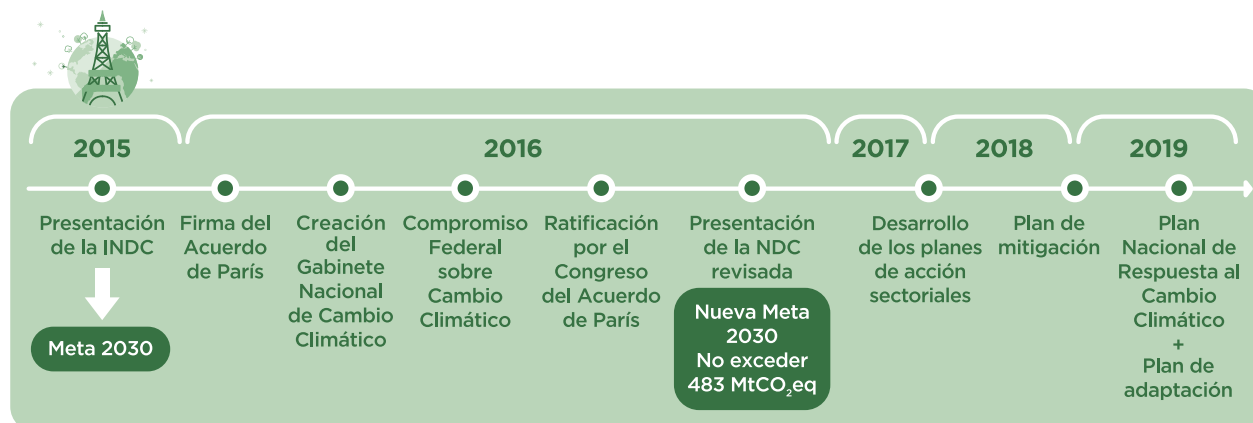 2015
2016
2017
2018
2019
Presentación
de la INDC
Meta 2030
Firma del
Acuerdo
de París
Creación
del
Gabinete
Nacional
de Cambio
Climático
Compromiso
Federal
sobre
Cambio
Climático
Ratificación
por el
Congreso
del Acuerdo
de París
Presentación
de la NDC
revisada
Nueva Meta
2030
No exceder
483 MtCO₂eq
Desarrollo
de los planes
de acción
sectoriales
Plan de
mitigación
Plan
Nacional de
Respuesta al
Cambio
Climático
+
Plan de
adaptación